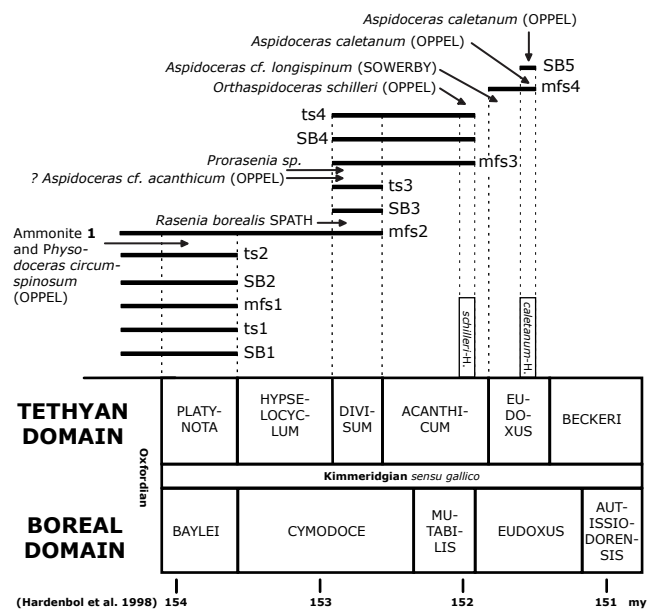 Aspidoceras caletanum (OPPEL)
Aspidoceras caletanum (OPPEL)
SB5
Aspidoceras cf. longispinum (SOWERBY)
mfs4
Orthaspidoceras schilleri (OPPEL)
ts4
SB4
Prorasenia sp.
mfs3
? Aspidoceras cf. acanthicum (OPPEL)
ts3
SB3
Rasenia borealis SPATH
mfs2
Ammonite 1
and Physo-
doceras circum-
spinosum
(OPPEL)
ts2
SB2
mfs1
ts1
SB1
schilleri-H.
caletanum-H.
TETHYAN
DOMAIN
PLATY-
NOTA
HYPSE-
LOCYC-
LUM
DIVI-
SUM
ACANTHI-
CUM
EU-
DO-
XUS
BECKERI
Oxfordian
Kimmeridgian sensu gallico
BOREAL
DOMAIN
BAYLEI
CYMODOCE
MU-
TABI-
LIS
EUDOXUS
AUT-
ISSIO-
DOREN-
SIS
(Hardenbol et al. 1998) 154 153 152 151 my